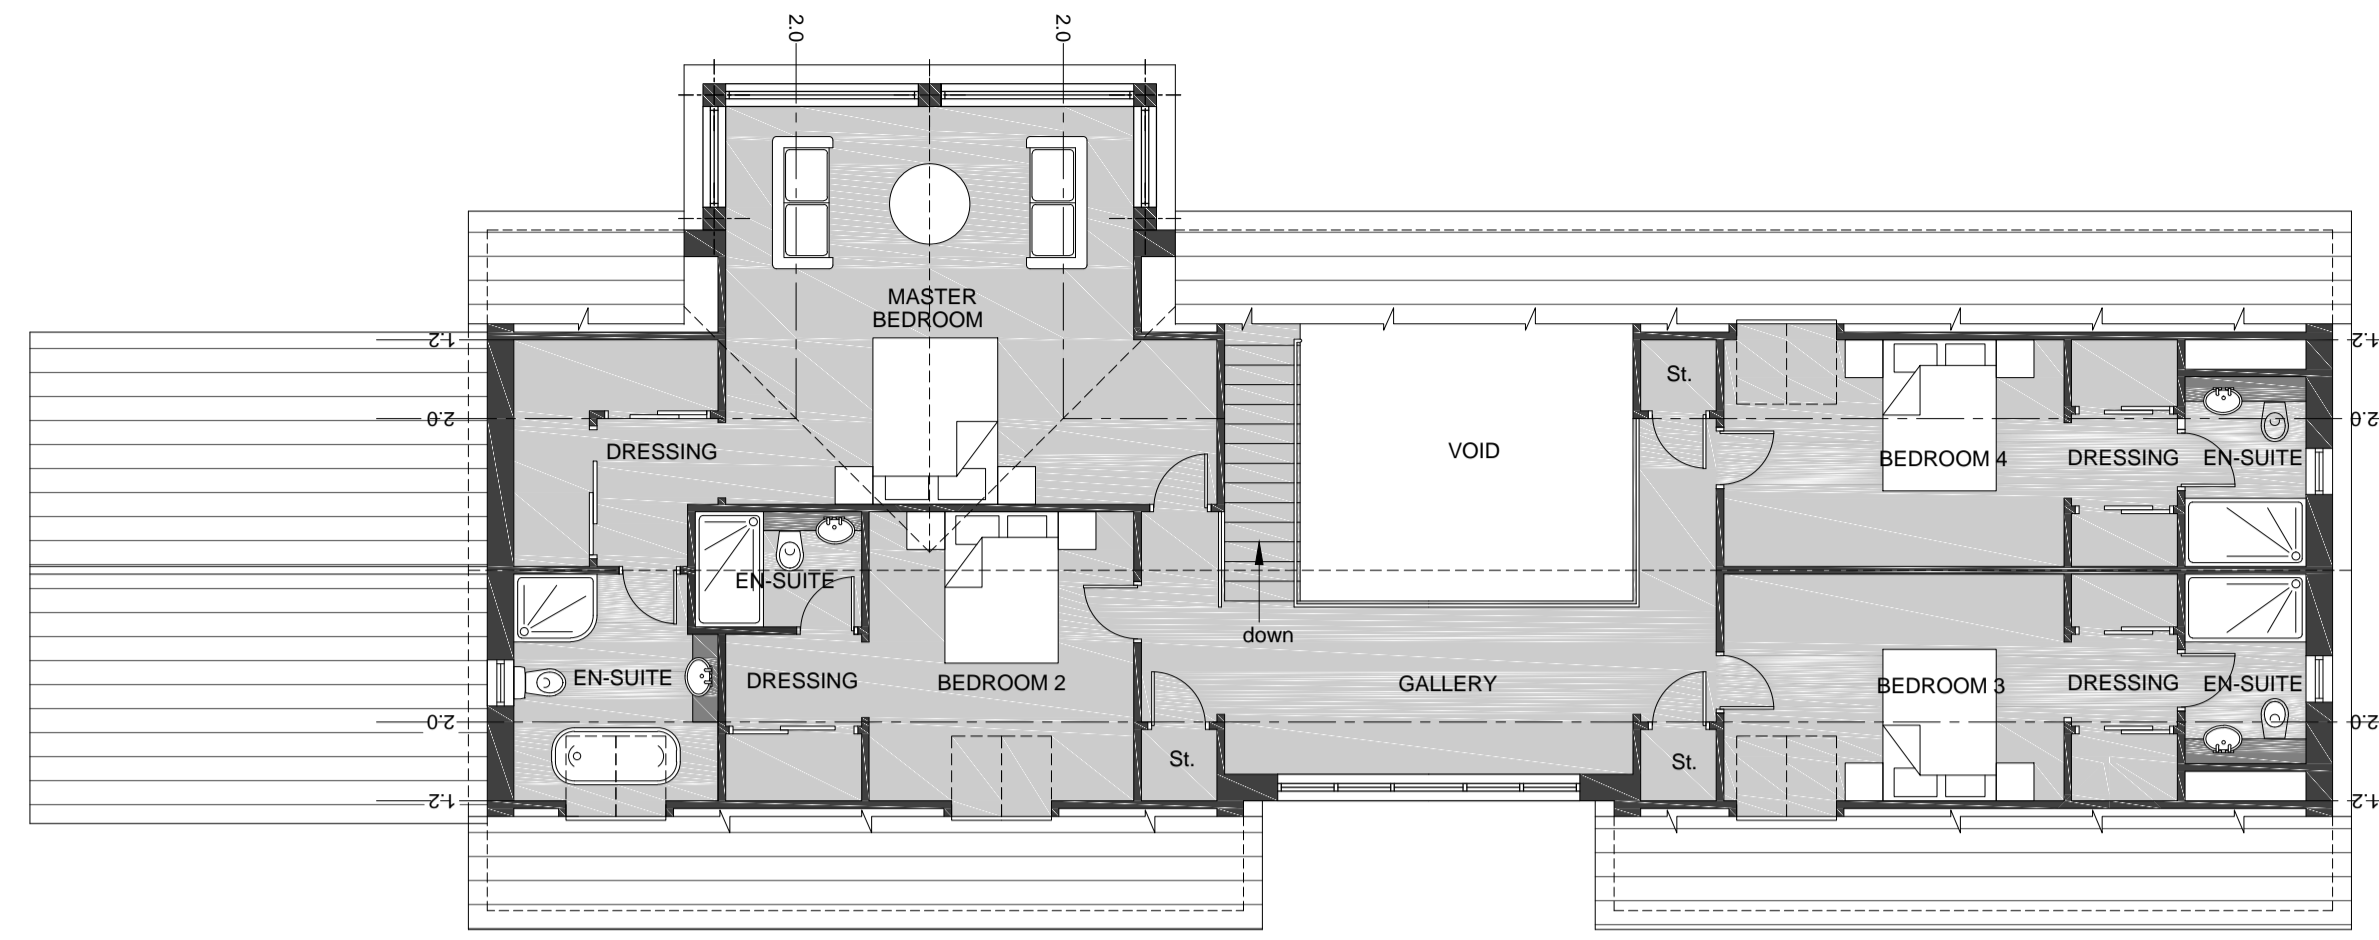 2.0
2.0
MASTER
BEDROOM
1.2
1.2
St.
2.0
2.0
DRESSING
VOID
BEDROOM 4
DRESSING
EN-SUITE
EN-SUITE
down
EN-SUITE
DRESSING
BEDROOM 2
GALLERY
BEDROOM 3
DRESSING
EN-SUITE
2.0
2.0
St.
St.
1.2
1.2